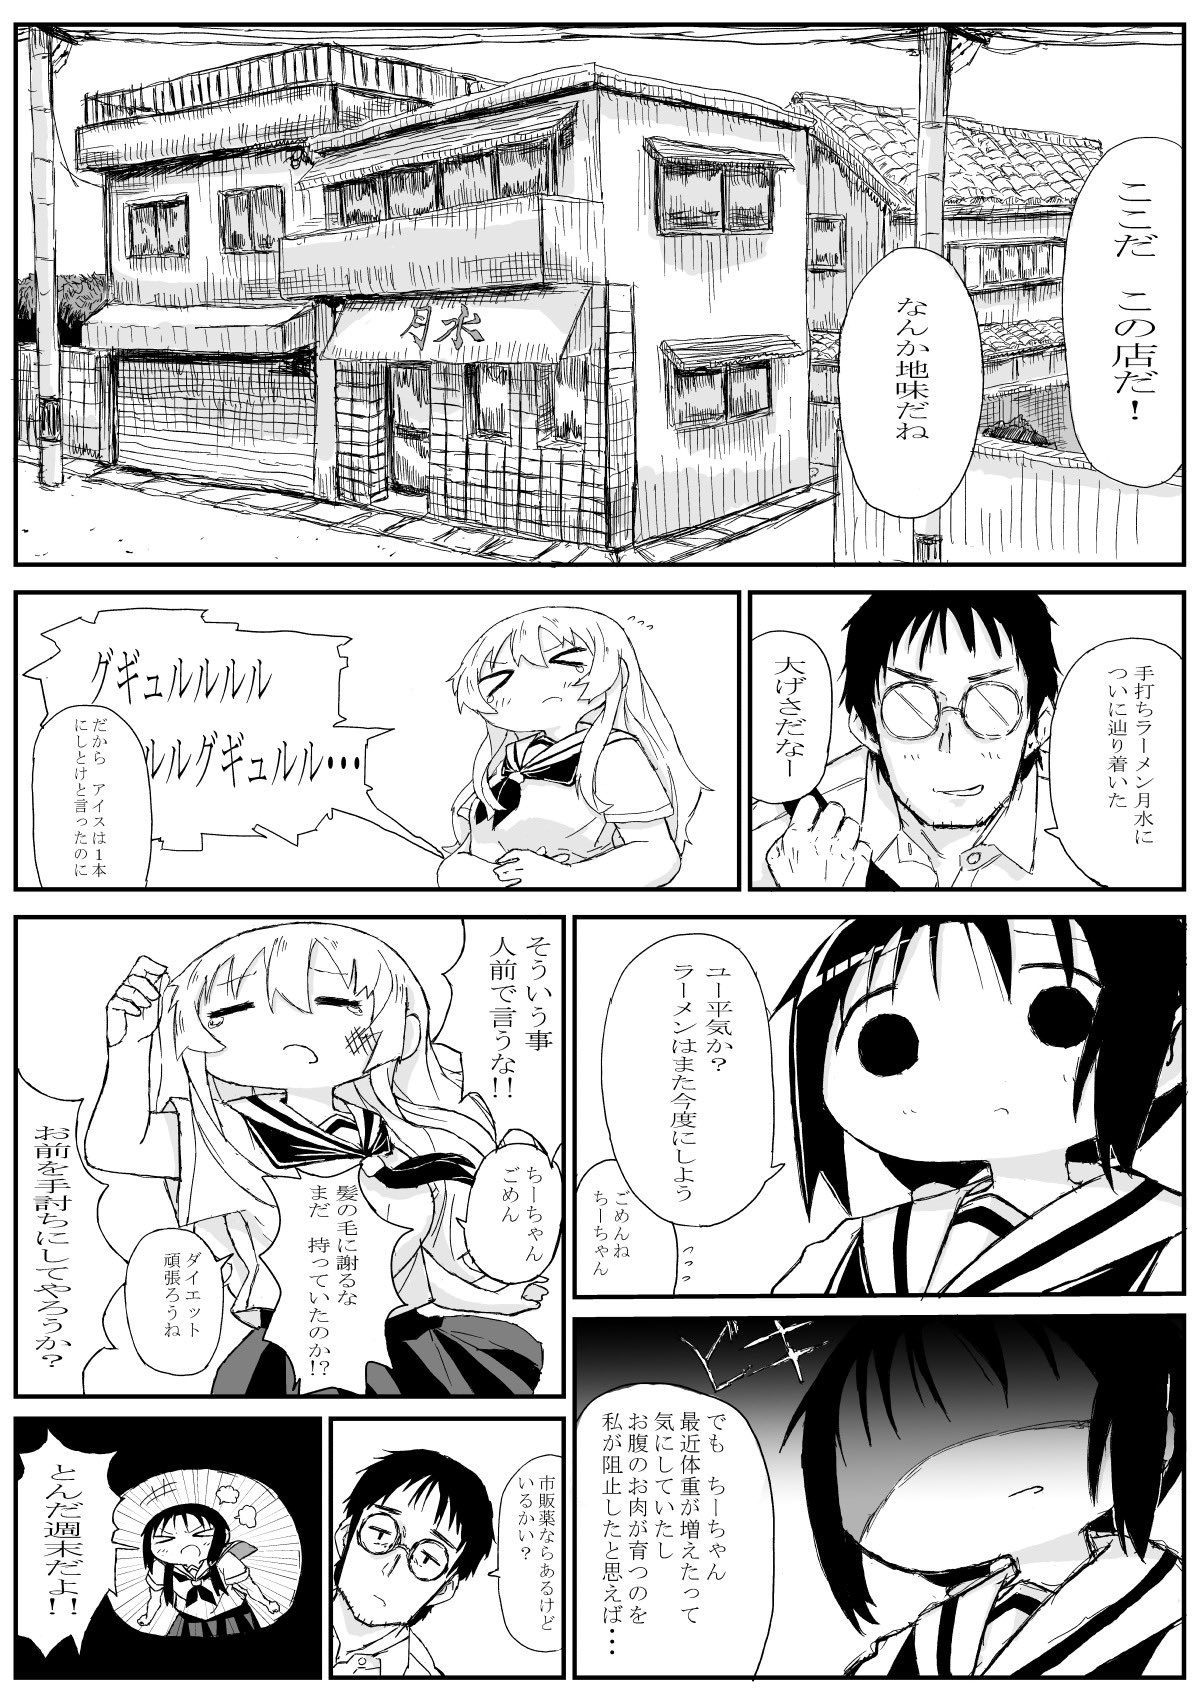 ここだ この店だ！
なんか地味だね
月水
手打ちラーメン月水に
ついに辿り着いた
大げさだなー
グギュルルルル
ルルグギュルル…
だから アイスは１本
にしとけと言ったのに
ユー平気か？
ラーメンはまた今度にしよう
ごめんね
ちーちゃん
でも ちーちゃん
最近体重が増えたたって
気にしていたし
お腹のお肉が育つのを
私が阻止したと思えば・・・
そういう事
人前で言うな！！
ちーちゃん
ごめん
髪の毛に謝るな
まだ 持っていたのか！？
ダイエット
頑張ろうね
お前を手討ちにしてやろうか？
市販薬ならあるけど
いるかい？
とんだ週末だよ！！